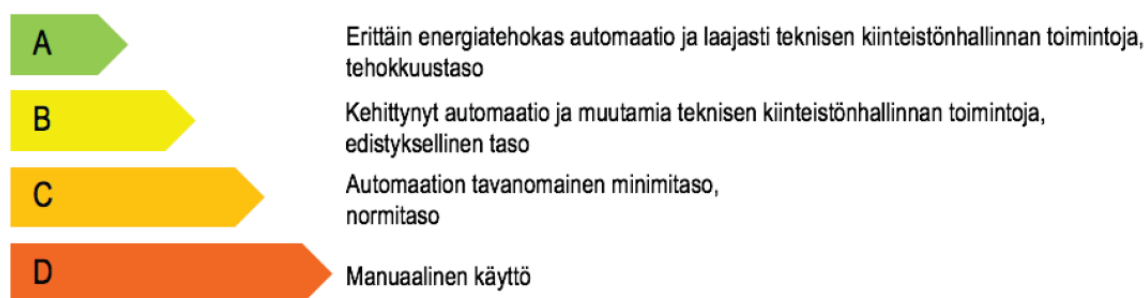 A
Erittäin energiatehokas automaatio ja laajasti teknisen kiinteistönhallinnan toimintoja,
tehokkuustaso
B
Kehittynyt automaatio ja muutamia teknisen kiinteistönhallinnan toimintoja,
edistyksellinen taso
C
Automaation tavanomainen minimitaso,
normitaso
D
Manuaalinen käyttö